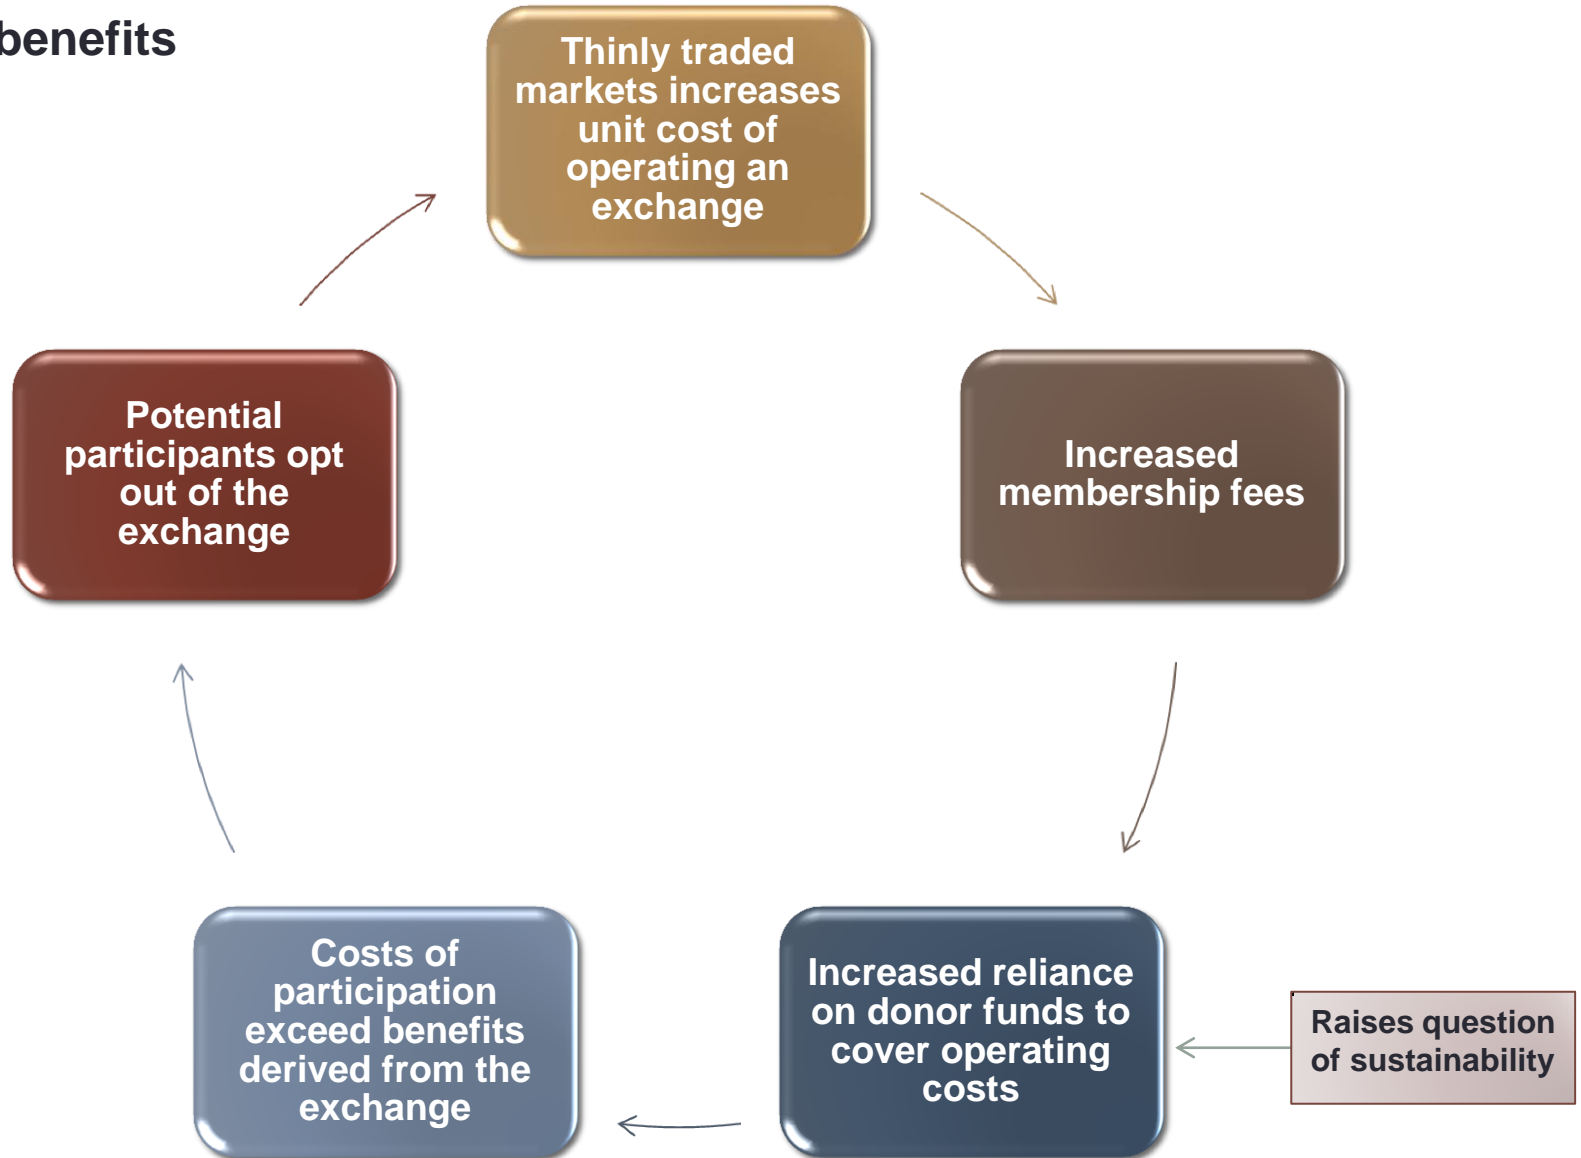 benefits
Thinly traded
markets increases
unit cost of
operating an
exchange
Increased
membership fees
Increased reliance
on donor funds to
cover operating
costs
Raises question
of sustainability
Costs of
participation
exceed benefits
derived from the
exchange
Potential
participants opt
out of the
exchange